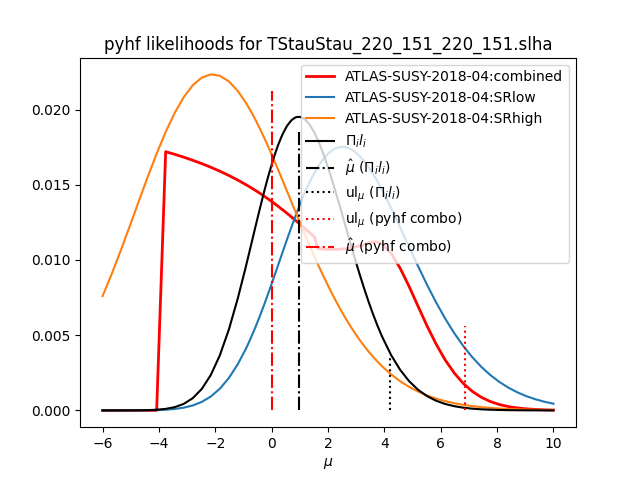 pyhf likelihoods for TStauStau_220_151_220_151.slha
ATLAS-SUSY-2018-04:combined
ATLAS-SUSY-2018-04:SRlow
ATLAS-SUSY-2018-04:SRhigh
Π_i l_i
μ̂ (Π_i l_i)
ul_μ (Π_i l_i)
ul_μ (pyhf combo)
μ̂ (pyhf combo)
0.020
0.015
0.010
0.005
0.000
−6 −4 −2 0 2 4 6 8 10
μ